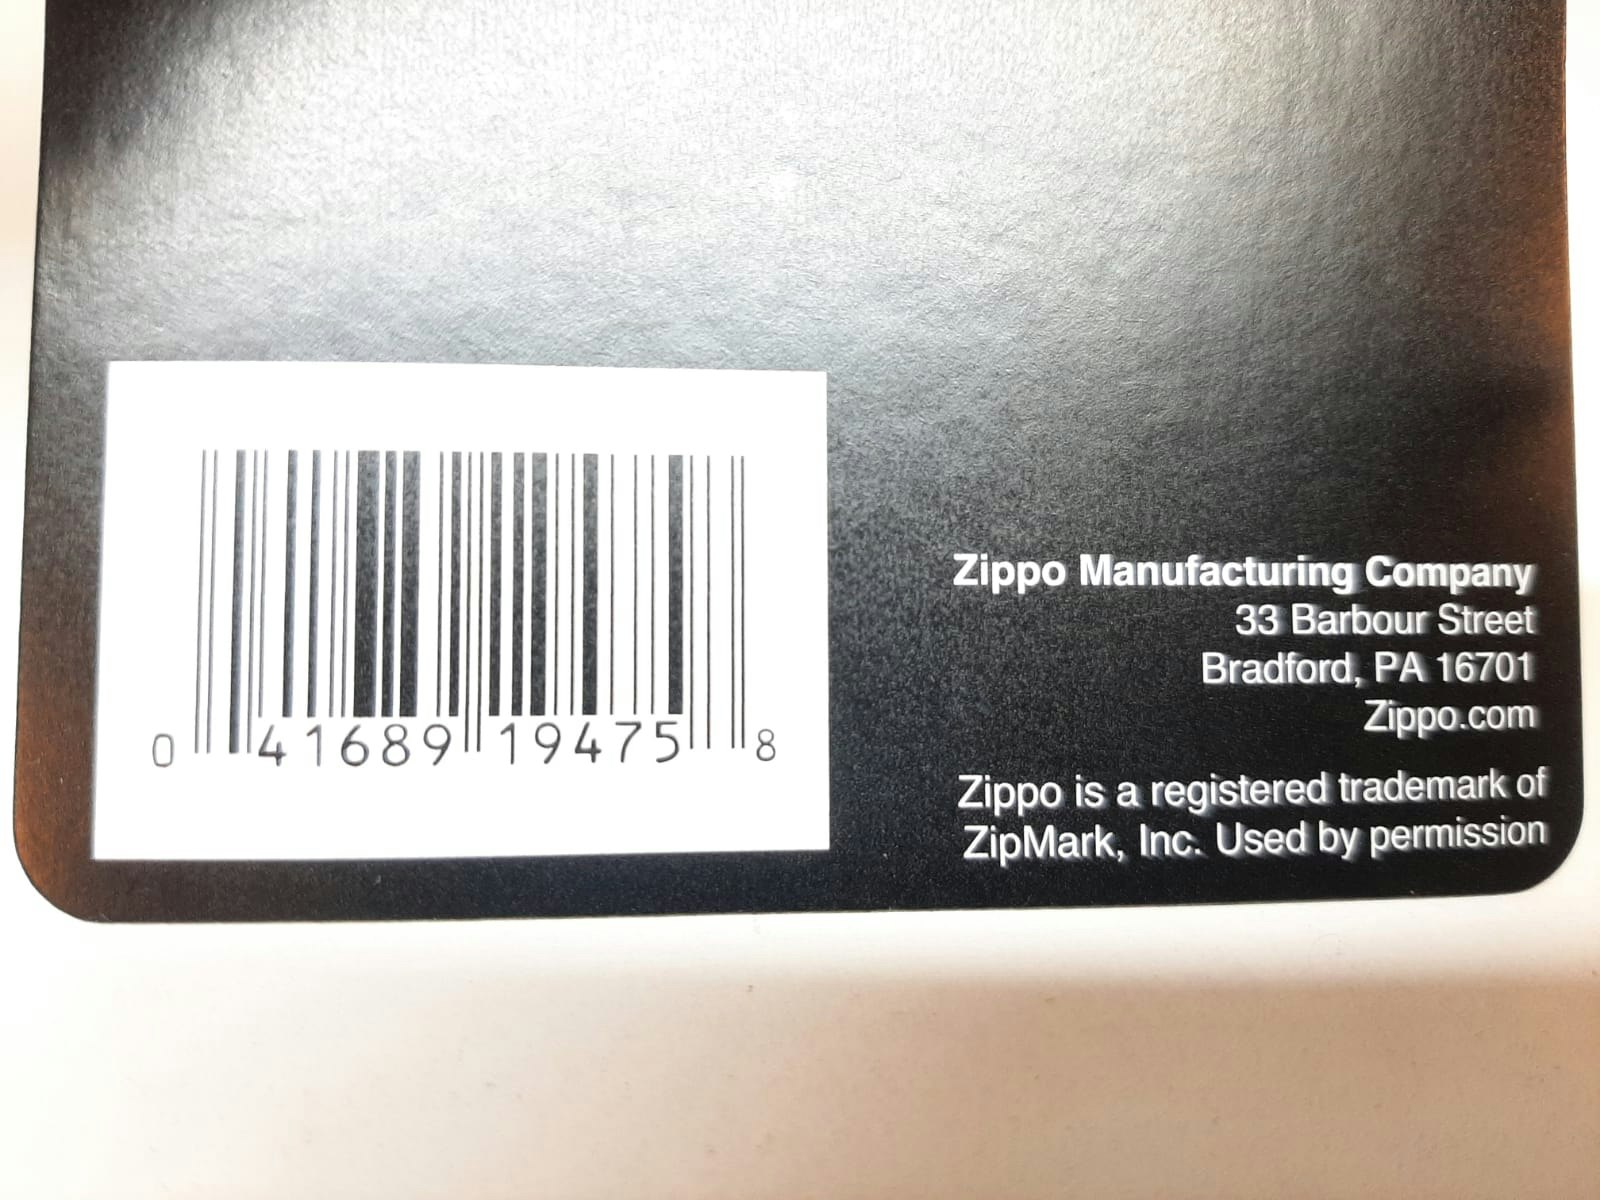 0 41689 19475 8
Zippo Manufacturing Company
33 Barbour Street
Bradford, PA 16701
Zippo.com
Zippo is a registered trademark of
ZipMark, Inc. Used by permission